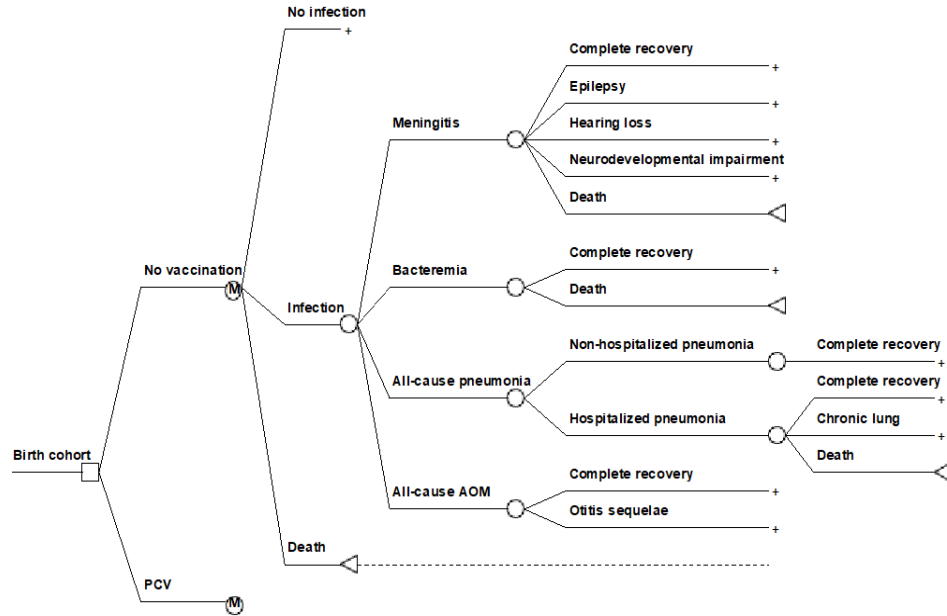 No infection
Complete recovery
Epilepsy
Meningitis
Hearing loss
Neurodevelopmental impairment
Death
No vaccination
M
Bacteremia
Complete recovery
Death
Infection
Non-hospitalized pneumonia
Complete recovery
All-cause pneumonia
Complete recovery
Hospitalized pneumonia
Chronic lung
Birth cohort
Death
All-cause AOM
Complete recovery
Otitis sequelae
Death
PCV
M